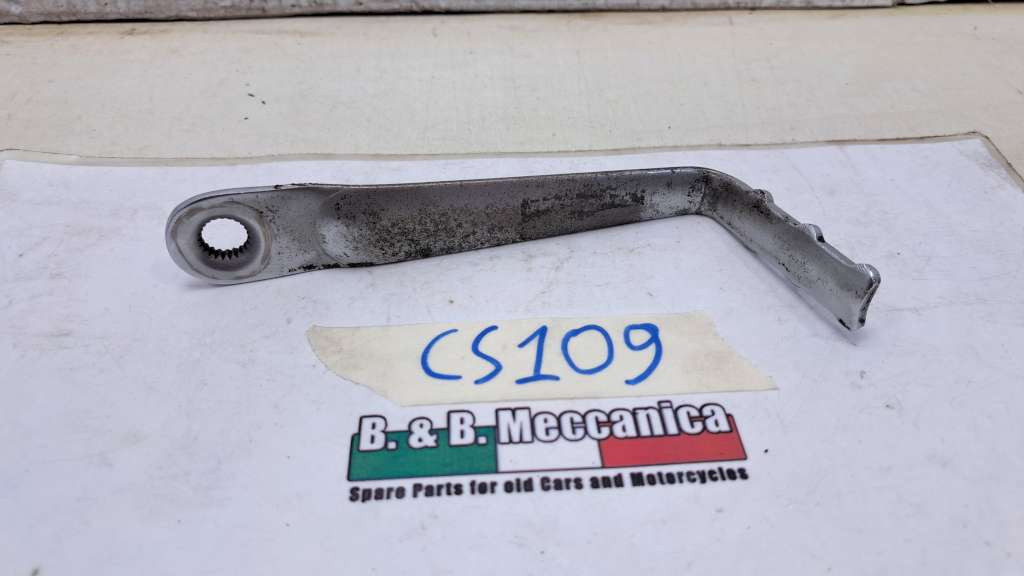 CS109
B. & B. Meccanica
Spare Parts for old Cars and Motorcycles